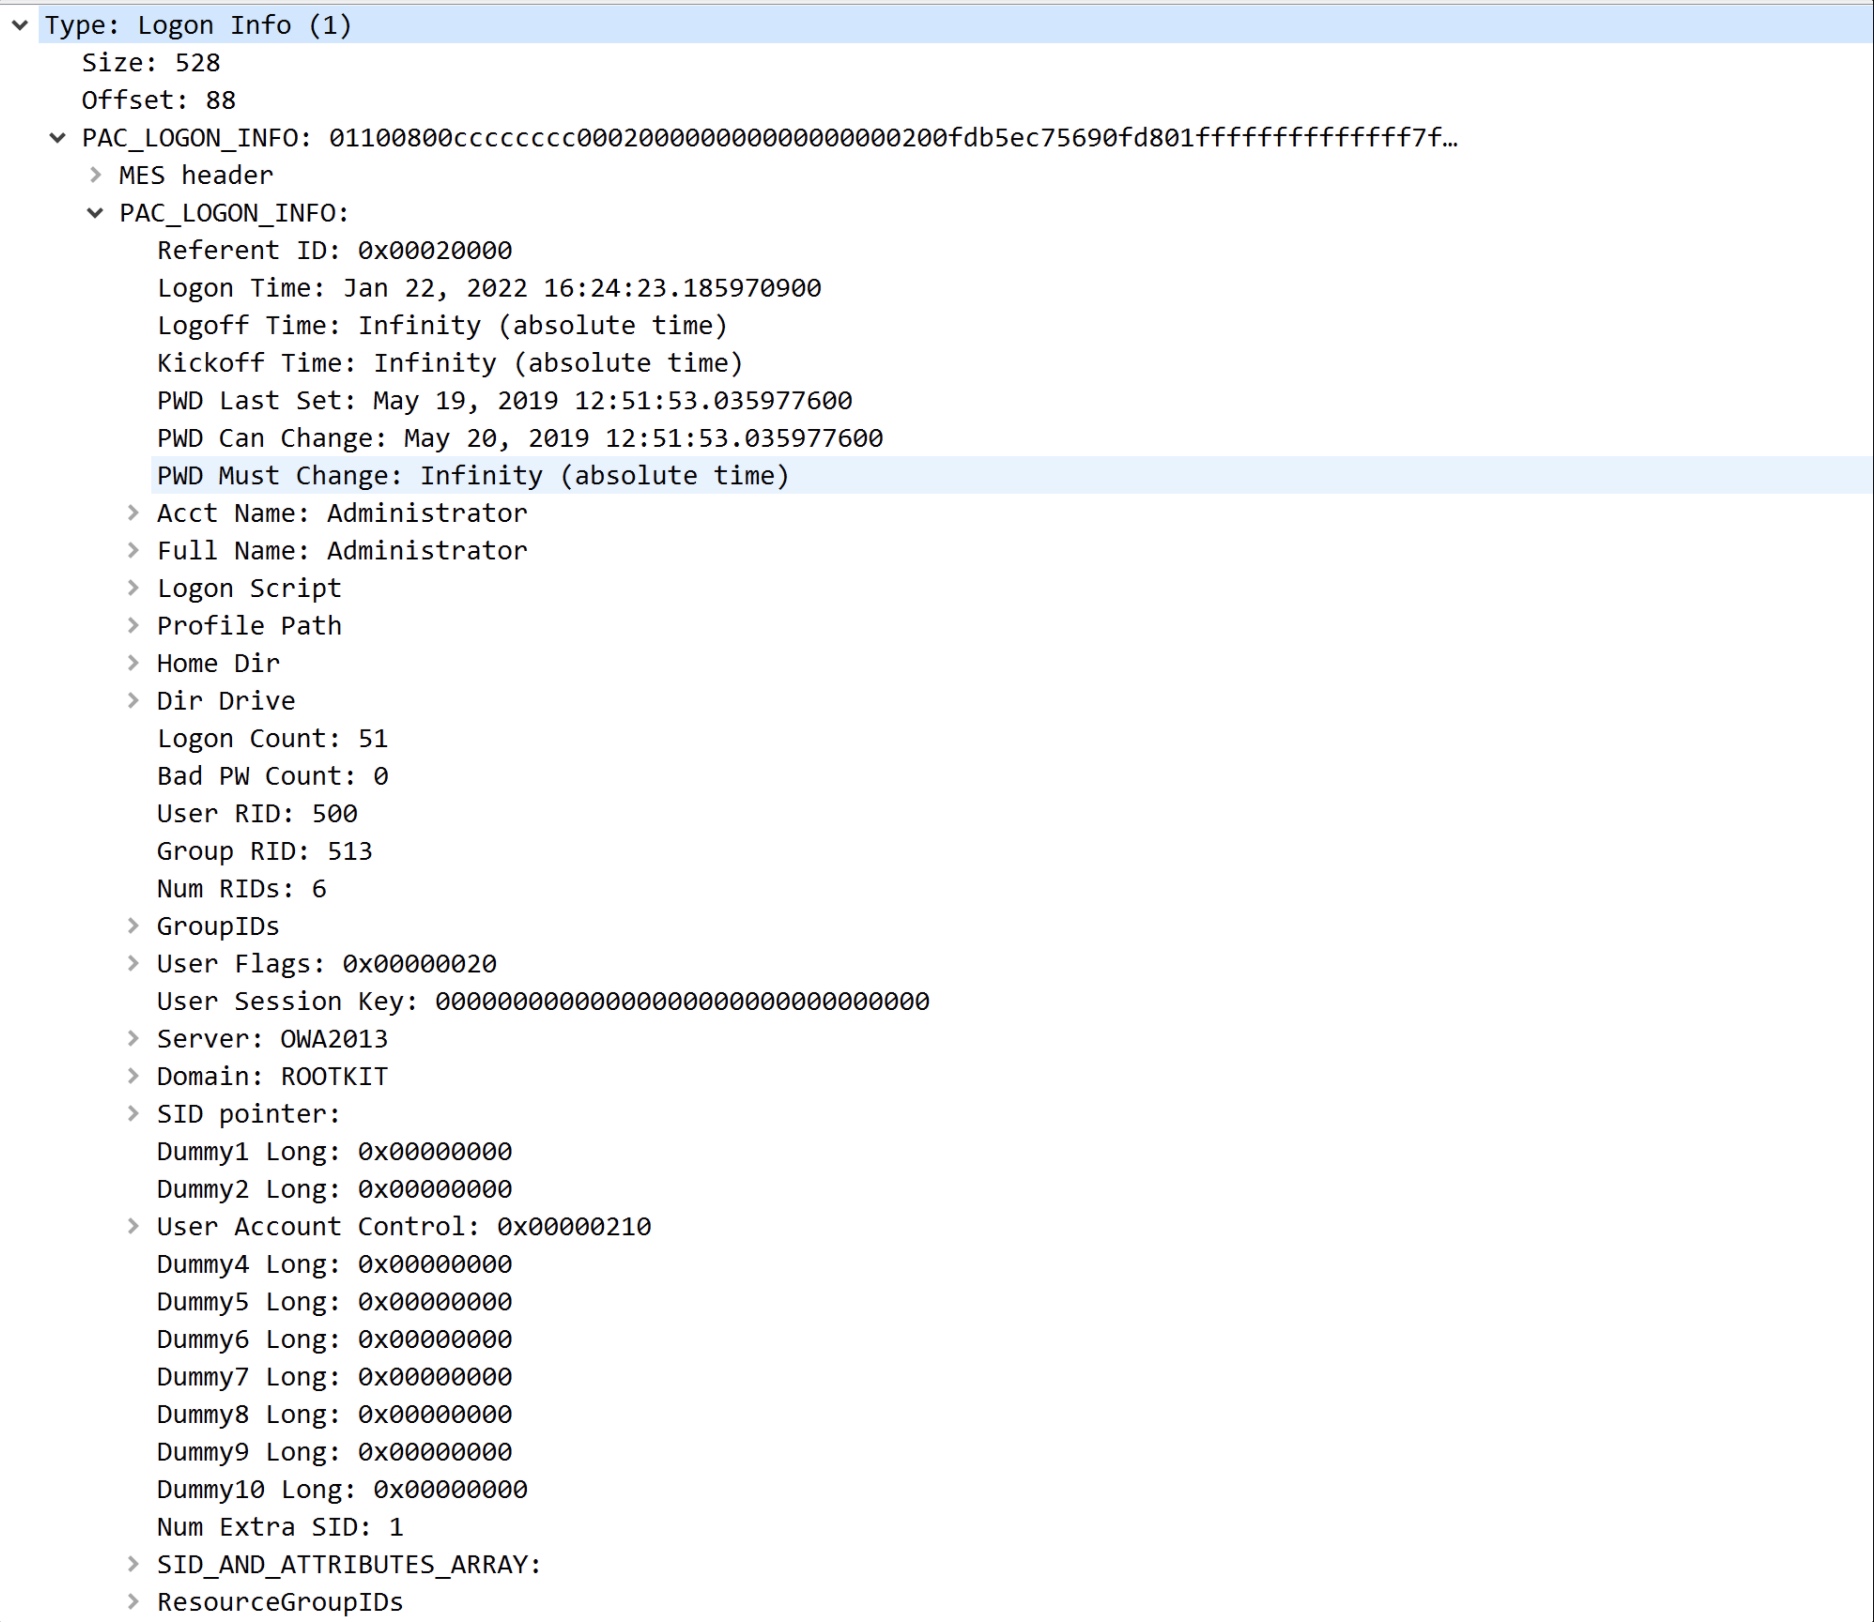 Type: Logon Info (1)
Size: 528
Offset: 88
PAC_LOGON_INFO: 01100800cccccccc000200000000000000000200fdb5ec75690fd801ffffffffffffff7f…
MES header
PAC_LOGON_INFO:
Referent ID: 0x00020000
Logon Time: Jan 22, 2022 16:24:23.185970900
Logoff Time: Infinity (absolute time)
Kickoff Time: Infinity (absolute time)
PWD Last Set: May 19, 2019 12:51:53.035977600
PWD Can Change: May 20, 2019 12:51:53.035977600
PWD Must Change: Infinity (absolute time)
Acct Name: Administrator
Full Name: Administrator
Logon Script
Profile Path
Home Dir
Dir Drive
Logon Count: 51
Bad PW Count: 0
User RID: 500
Group RID: 513
Num RIDs: 6
GroupIDs
User Flags: 0x00000020
User Session Key: 00000000000000000000000000000000
Server: OWA2013
Domain: ROOTKIT
SID pointer:
Dummy1 Long: 0x00000000
Dummy2 Long: 0x00000000
User Account Control: 0x00000210
Dummy4 Long: 0x00000000
Dummy5 Long: 0x00000000
Dummy6 Long: 0x00000000
Dummy7 Long: 0x00000000
Dummy8 Long: 0x00000000
Dummy9 Long: 0x00000000
Dummy10 Long: 0x00000000
Num Extra SID: 1
SID_AND_ATTRIBUTES_ARRAY:
ResourceGroupIDs